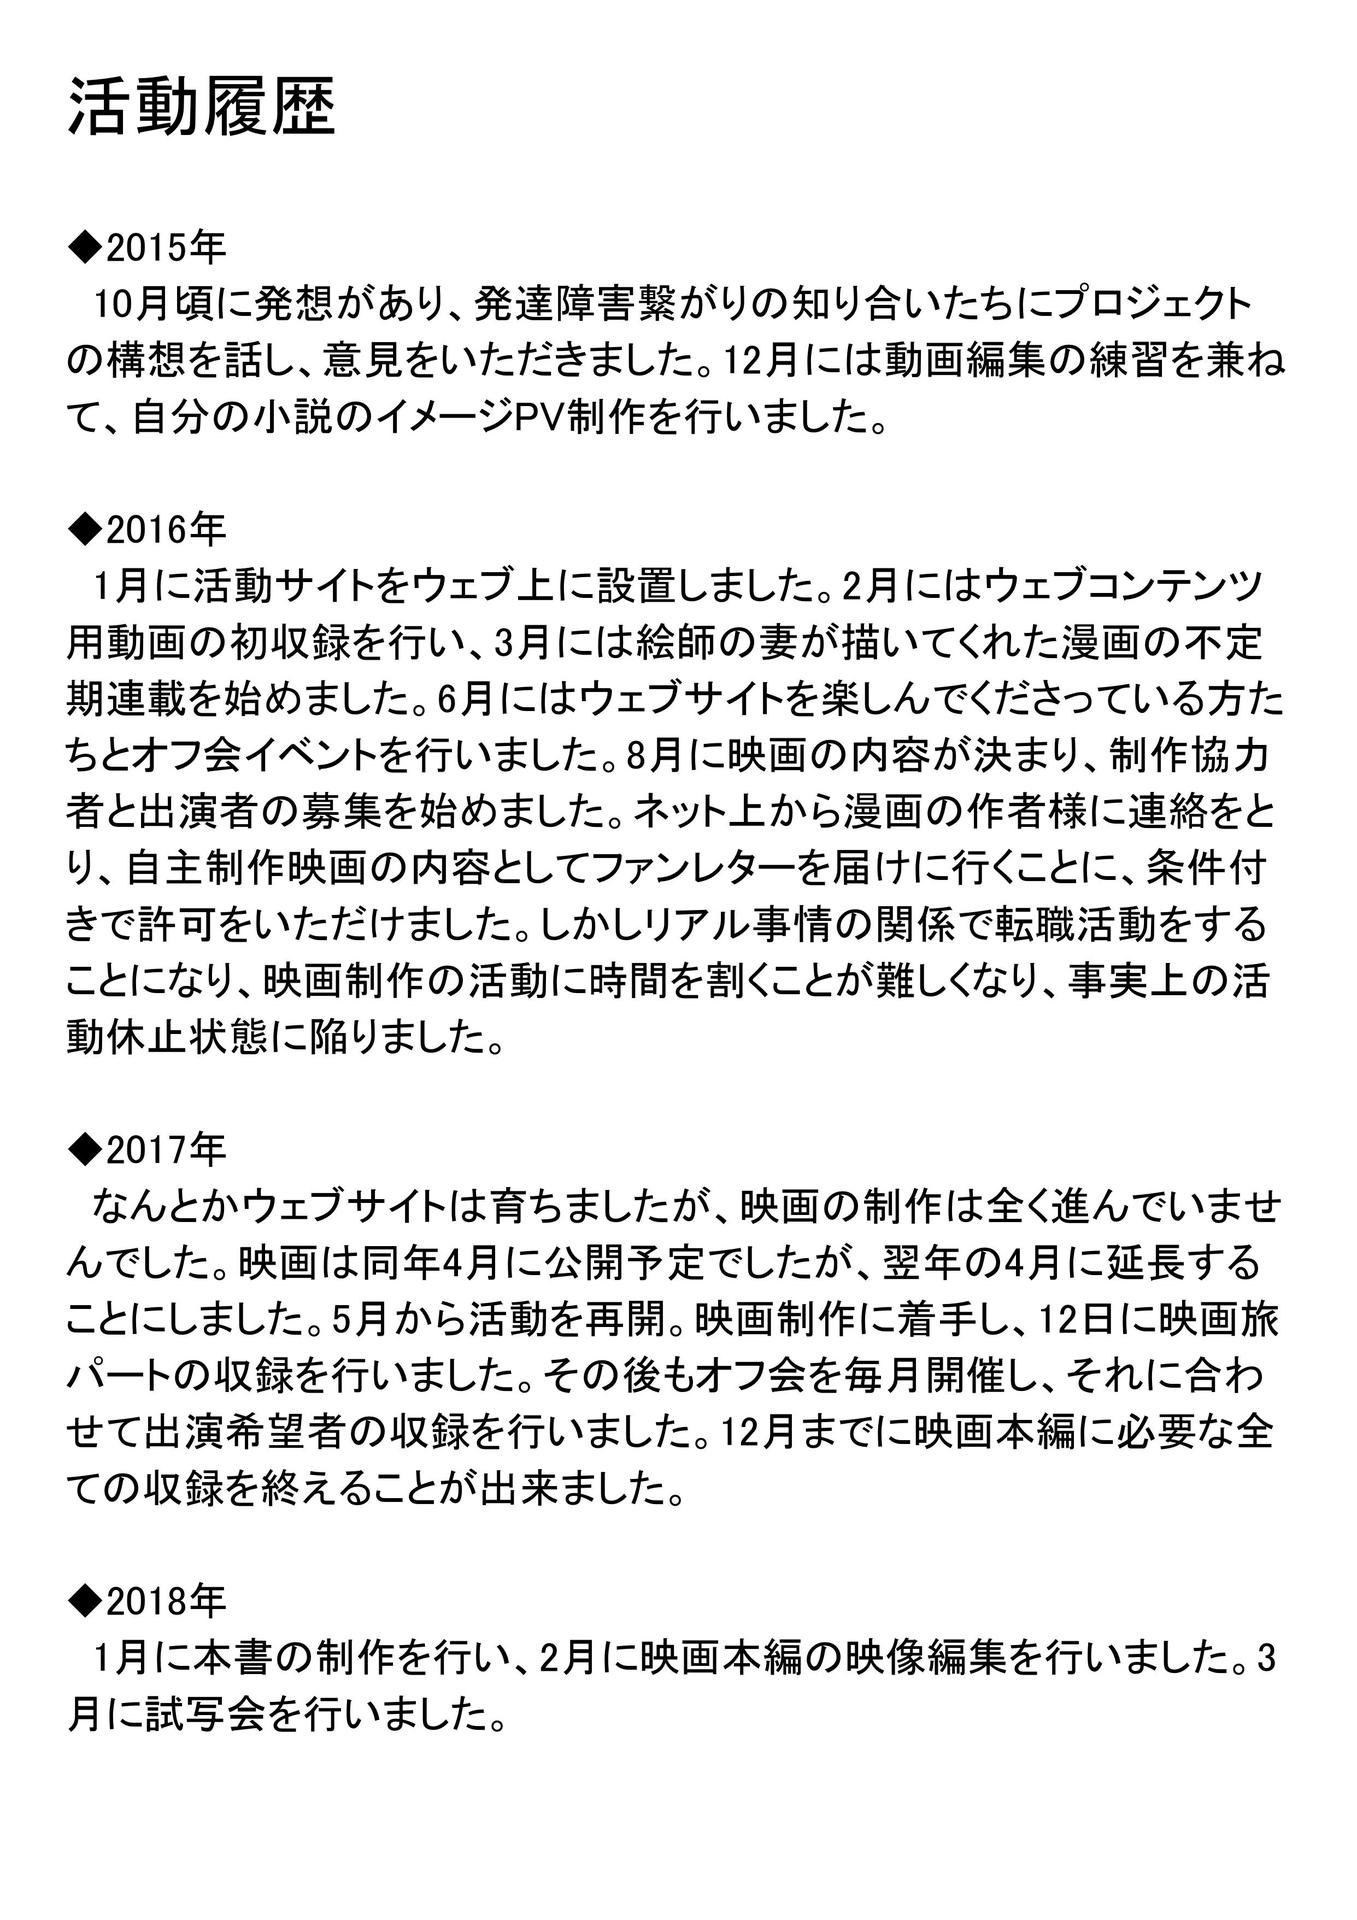 活動履歴
◆2015年
10月頃に発想があり、発達障害繋がりの知り合いたちにプロジェクト
の構想を話し、意見をいただきました。12月には動画編集の練習を兼ね
て、自分の小説のイメージPV制作を行いました。
◆2016年
1月に活動サイトをウェブ上に設置しました。2月にはウェブコンテンツ
用動画の初収録を行い、3月には絵師の妻が描いてくれた漫画の不定
期連載を始めました。6月にはウェブサイトを楽しんでくださっている方た
ちとオフ会イベントを行いました。8月に映画の内容が決まり、制作協力
者と出演者の募集を始めました。ネット上から漫画の作者様に連絡をと
り、自主制作映画の内容としてファンレターを届けに行くことに、条件付
きで許可をいただけました。しかしリアル事情の関係で転職活動をする
ことになり、映画制作の活動に時間を割くことが難しくなり、事実上の活
動休止状態に陥りました。
◆2017年
なんとかウェブサイトは育ちましたが、映画の制作は全く進んでいませ
んでした。映画は同年4月に公開予定でしたが、翌年の4月に延長する
ことにしました。5月から活動を再開。映画制作に着手し、12日に映画旅
パートの収録を行いました。その後もオフ会を毎月開催し、それに合わ
せて出演希望者の収録を行いました。12月までに映画本編に必要な全
ての収録を終えることが出来ました。
◆2018年
1月に本書の制作を行い、2月に映画本編の映像編集を行いました。3
月に試写会を行いました。